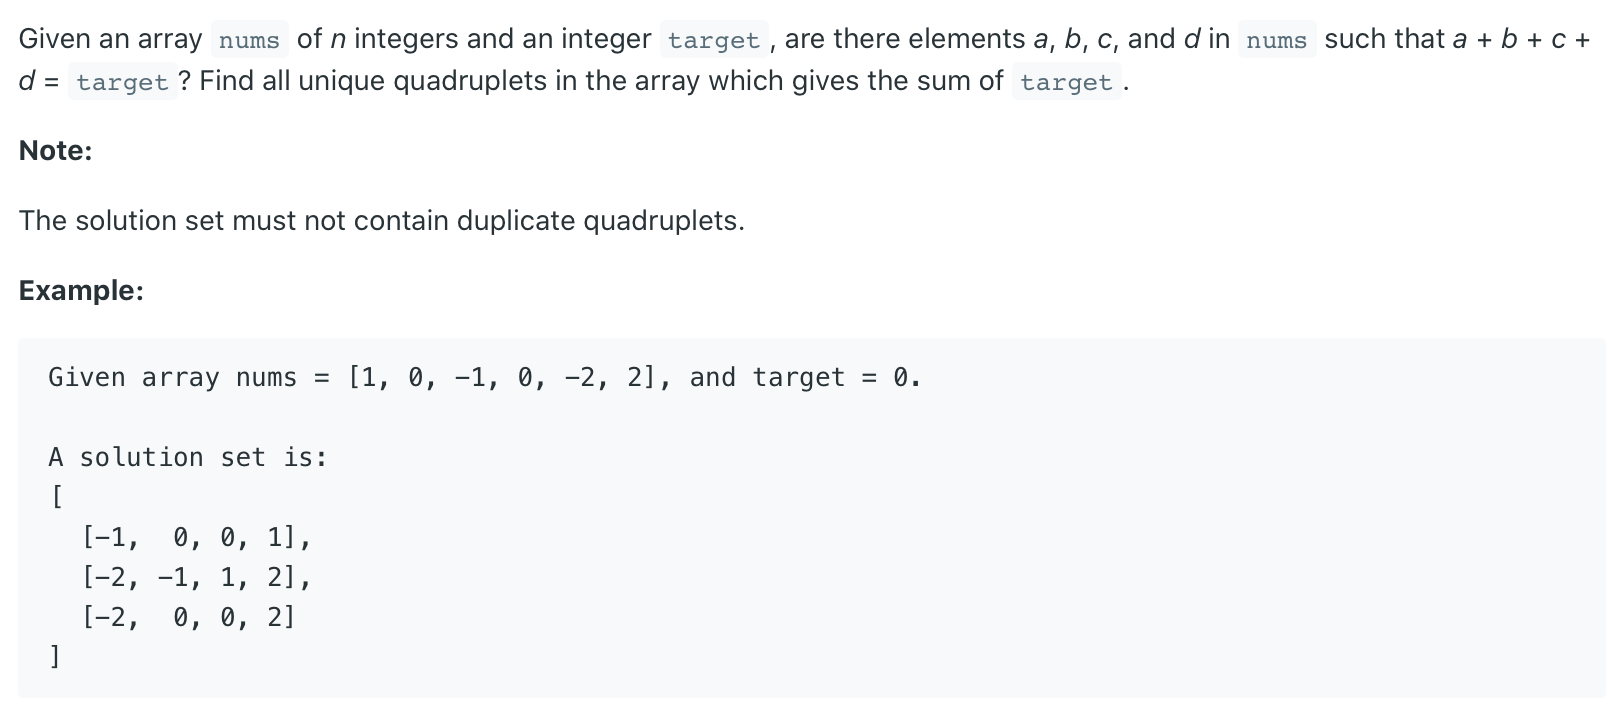 Given an array nums of n integers and an integer target , are there elements a, b, c, and d in nums such that a + b + c +
d = target ? Find all unique quadruplets in the array which gives the sum of target .
Note:
The solution set must not contain duplicate quadruplets.
Example:
Given array nums = [1, 0, -1, 0, -2, 2], and target = 0.
A solution set is:
[
  [-1,  0, 0, 1],
  [-2, -1, 1, 2],
  [-2,  0, 0, 2]
]